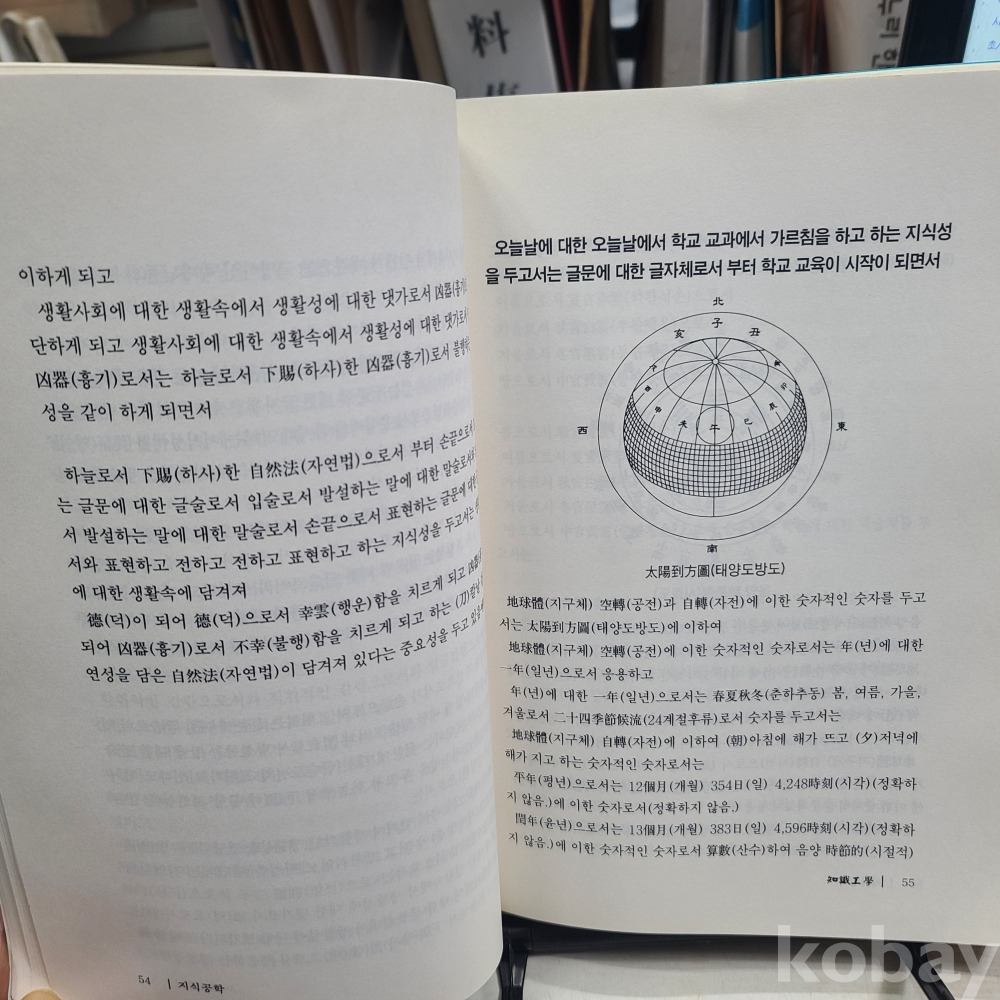 料
누리 한
이하게 되고
생활사회에 대한 생활속에서 생활성에 대한 댓가로서 凶器(흉기
단하게 되고 생활사회에 대한 생활속에서 생활성에 대한 댓가로서
凶器(흉기)로서는 하늘로서 下賜(하사)한 凶器(흉기)로서 불행
성을 같이 하게 되면서
하늘로서 下賜(하사)한 自然法(자연법)으로서 부터 손끝으로서
는 글문에 대한 글술로서 입술로서 발설하는 말에 대한 말술로서
서 발설하는 말에 대한 말술로서 손끝으로서 표현하는 글문에 대한
서와 표현하고 전하고 전하고 표현하고 하는 지식성을 두고서는
에 대한 생활속에 담겨져
德(덕)이 되어 德(덕)으로서 幸雲(행운)함을 치르게 되고 凶器
되어 凶器(흉기)로서 不幸(불행)함을 치르게 되고 하는 (刀)
연성을 담은 自然法(자연법)이 담겨져 있다는 중요성을 두고
54 | 지식공학
오늘날에 대한 오늘날에서 학교 교과에서 가르침을 하고 하는 지식성
을 두고서는 글문에 대한 글자체로서 부터 학교 교육이 시작이 되면서
北
亥 子 丑
戌 寅
酉 卯
申 辰
未 午 巳
西 東
南
太陽到方圖(태양도방도)
地球體(지구체) 空轉(공전)과 自轉(자전)에 이한 숫자적인 숫자를 두고
서는 太陽到方圖(태양도방도)에 이하여
地球體(지구체) 空轉(공전)에 이한 숫자적인 숫자로서는 年(년)에 대한
一年(일년)으로서 응용하고
年(년)에 대한 一年(일년)으로서는 春夏秋冬(춘하추동) 봄, 여름, 가을,
겨울로서 二十四季節候流(24계절후류)로서 숫자를 두고서는
地球體(지구체) 自轉(자전)에 이하여 (朝)아침에 해가 뜨고 (夕)저녁에
해가 지고 하는 숫자적인 숫자로서는
平年(평년)으로서는 12個月(개월) 354日(일) 4,248時刻(시각)(정확하
지 않음.)에 이한 숫자로서(정확하지 않음.)
閏年(윤년)으로서는 13個月(개월) 383日(일) 4,596時刻(시각)(정확하
지 않음.)에 이한 숫자적인 숫자로서 算數(산수)하여 음양 時節的(시절적)
知識工學 | 55
kobay